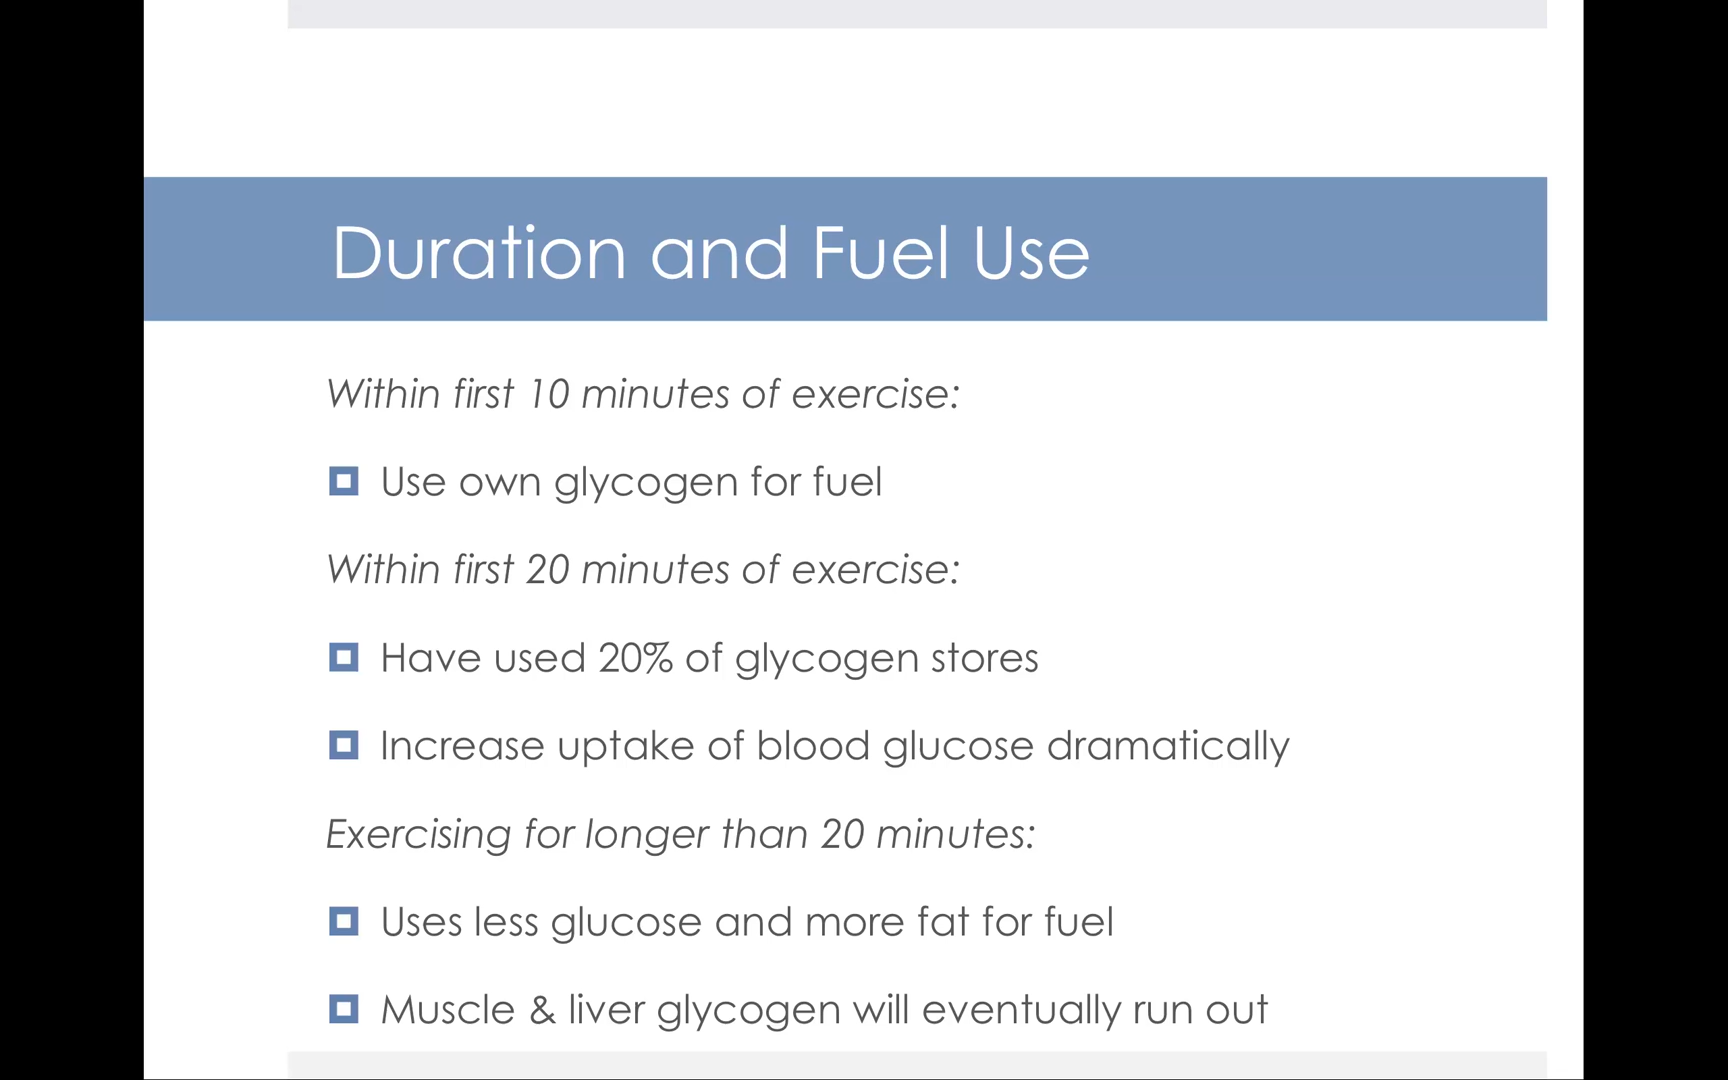 Duration and Fuel Use
Within first 10 minutes of exercise:
Use own glycogen for fuel
Within first 20 minutes of exercise:
Have used 20% of glycogen stores
Increase uptake of blood glucose dramatically
Exercising for longer than 20 minutes:
Uses less glucose and more fat for fuel
Muscle & liver glycogen will eventually run out